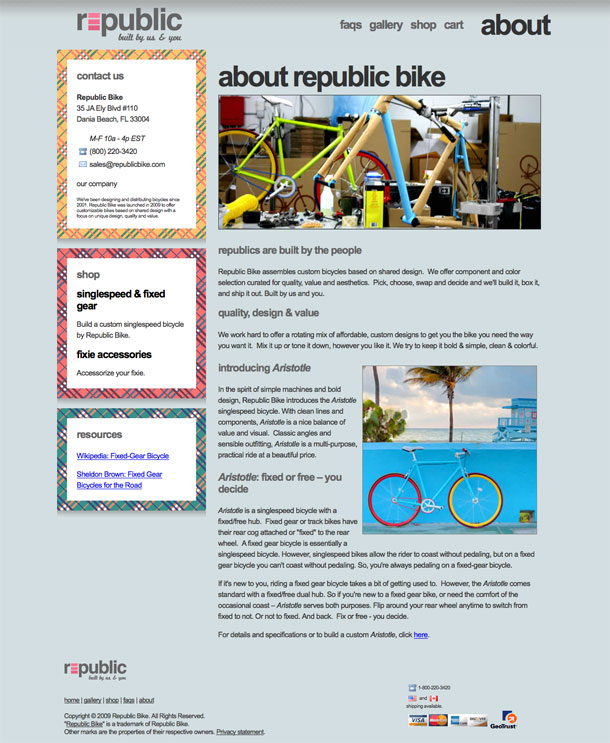 republic
built by us & you
faqs gallery shop cart about
contact us
Republic Bike
35 JA Ely Blvd #110
Dania Beach, FL 33004
M-F 10a - 4p EST
(800) 220-3420
sales@republicbike.com
our company
We've been designing and distributing bicycles since
2001. Republic Bike was launched in 2009 to offer
customizable bikes based on shared design with a
focus on unique design, quality and value.
shop
singlespeed & fixed
gear
Build a custom singlespeed bicycle
by Republic Bike.
fixie accessories
Accessorize your fixie.
resources
Wikipedia: Fixed-Gear Bicycle
Sheldon Brown: Fixed Gear
Bicycles for the Road
about republic bike
republics are built by the people
Republic Bike assembles custom bicycles based on shared design. We offer component and color
selection curated for quality, value and aesthetics. Pick, choose, swap and decide and we'll build it, box it,
and ship it out. Built by us and you.
quality, design & value
We work hard to offer a rotating mix of affordable, custom designs to get you the bike you need the way
you want it. Mix it up or tone it down, however you like it. We try to keep it bold & simple, clean & colorful.
introducing Aristotle
In the spirit of simple machines and bold
design, Republic Bike introduces the Aristotle
singlespeed bicycle. With clean lines and
components, Aristotle is a nice balance of
value and visual. Classic angles and
sensible outfitting, Aristotle is a multi-purpose,
practical ride at a beautiful price.
Aristotle: fixed or free – you
decide
Aristotle is a singlespeed bicycle with a
fixed/free hub. Fixed gear or track bikes have
their rear cog attached or "fixed" to the rear
wheel. A fixed gear bicycle is essentially a
singlespeed bicycle. However, singlespeed bikes allow the rider to coast without pedaling, but on a fixed
gear bicycle you can't coast without pedaling. So, you're always pedaling on a fixed-gear bicycle.
If it's new to you, riding a fixed gear bicycle takes a bit of getting used to. However, the Aristotle comes
standard with a fixed/free dual hub. So if you're new to a fixed gear bike, or need the comfort of the
occasional coast – Aristotle serves both purposes. Flip around your rear wheel anytime to switch from
fixed to not. Or not to fixed. And back. Fix or free - you decide.
For details and specifications or to build a custom Aristotle, click here.
republic
built by us & you
home | gallery | shop | faqs | about
Copyright © 2009 Republic Bike. All Rights Reserved.
"Republic Bike" is a trademark of Republic Bike.
Other marks are the properties of their respective owners. Privacy statement.
1-800-220-3420
and
shipping available.
VISA
GeoTrust